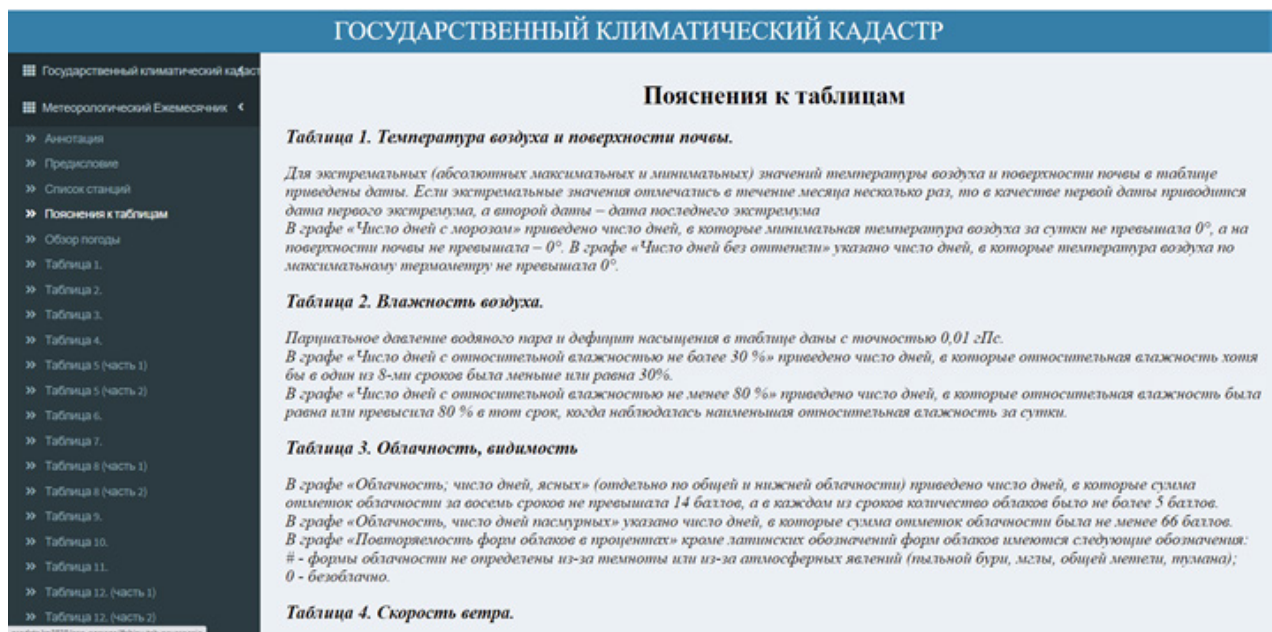 ГОСУДАРСТВЕННЫЙ КЛИМАТИЧЕСКИЙ КАДАСТР
Государственный климатический кадаст
Метеорологический Ежемесячник
Аннотация
Предисловие
Список станций
Пояснения к таблицам
Обзор погоды
Таблица 1.
Таблица 2.
Таблица 3.
Таблица 4.
Таблица 5 (часть 1)
Таблица 5 (часть 2)
Таблица 6.
Таблица 7.
Таблица 8 (часть 1)
Таблица 8 (часть 2)
Таблица 9.
Таблица 10.
Таблица 11.
Таблица 12. (часть 1)
Таблица 12. (часть 2)
Пояснения к таблицам
Таблица 1. Температура воздуха и поверхности почвы.
Для экстремальных (абсолютных максимальных и минимальных) значений температуры воздуха и поверхности почвы в таблице
приведены даты. Если экстремальные значения отмечались в течение месяца несколько раз, то в качестве первой даты приводится
дата первого экстремума, а второй даты – дата последнего экстремума
В графе «Число дней с морозом» приведено число дней, в которые минимальная температура воздуха за сутки не превышала 0°, а на
поверхности почвы не превышала – 0°. В графе «Число дней без оттепели» указано число дней, в которые температура воздуха по
максимальному термометру не превышала 0°.
Таблица 2. Влажность воздуха.
Парциальное давление водяного пара и дефицит насыщения в таблице даны с точностью 0,01 гПс.
В графе «Число дней с относительной влажностью не более 30 %» приведено число дней, в которые относительная влажность хотя
бы в один из 8-ми сроков была меньше или равна 30%.
В графе «Число дней с относительной влажностью не менее 80 %» приведено число дней, в которые относительная влажность была
равна или превысила 80 % в тот срок, когда наблюдалась наименьшая относительная влажность за сутки.
Таблица 3. Облачность, видимость
В графе «Облачность; число дней, ясных» (отдельно по общей и нижней облачности) приведено число дней, в которые сумма
отметок облачности за восемь сроков не превышала 14 баллов, а в каждом из сроков количество облаков было не более 5 баллов.
В графе «Облачность, число дней пасмурных» указано число дней, в которые сумма отметок облачности была не менее 66 баллов.
В графе «Повторяемость форм облаков в процентах» кроме латинских обозначений форм облаков имеются следующие обозначения:
# - формы облачности не определены из-за темноты или из-за атмосферных явлений (пыльной бури, мглы, общей метели, тумана);
0 - безоблачно.
Таблица 4. Скорость ветра.